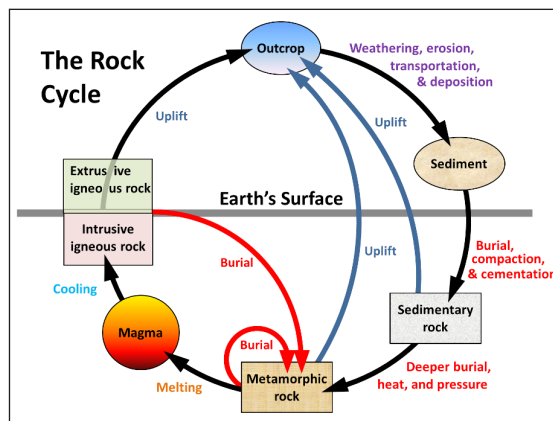 The Rock
Cycle
Outcrop
Weathering, erosion,
transportation,
& deposition
Uplift
Uplift
Sediment
Extrusive
igneous rock
Earth's Surface
Intrusive
igneous rock
Burial,
compaction,
& cementation
Uplift
Burial
Cooling
Sedimentary
rock
Magma
Burial
Deeper burial,
heat, and pressure
Melting
Metamorphic
rock